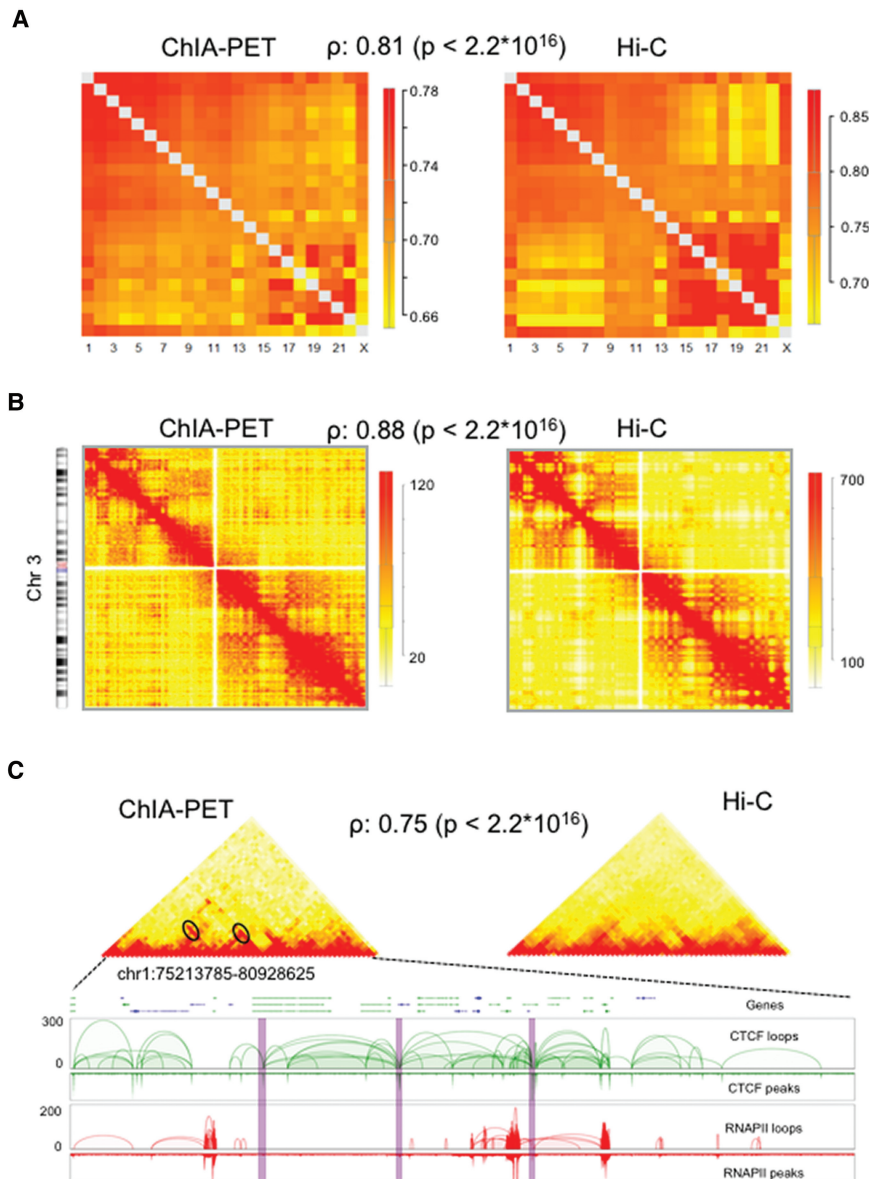 A
ChIA-PET ρ: 0.81 (p < 2.2*10¹⁶) Hi-C
0.78
0.74
0.70
0.66
0.85
0.80
0.75
0.70
1 3 5 7 9 11 13 15 17 19 21 X
1 3 5 7 9 11 13 15 17 19 21 X
B
ChIA-PET ρ: 0.88 (p < 2.2*10¹⁶) Hi-C
Chr 3
120
20
700
100
C
ChIA-PET ρ: 0.75 (p < 2.2*10¹⁶) Hi-C
chr1:75213785-80928625
Genes
300
CTCF loops
0
CTCF peaks
200
RNAPII loops
0
RNAPII peaks